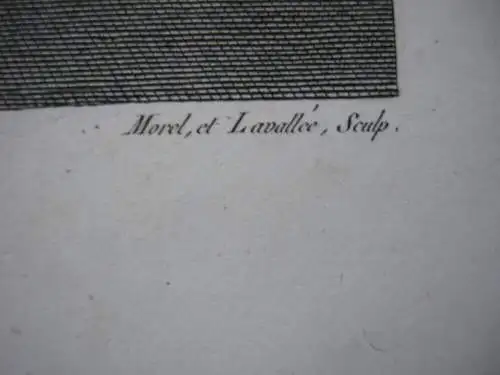 Morel, et Lavallée, Sculp.